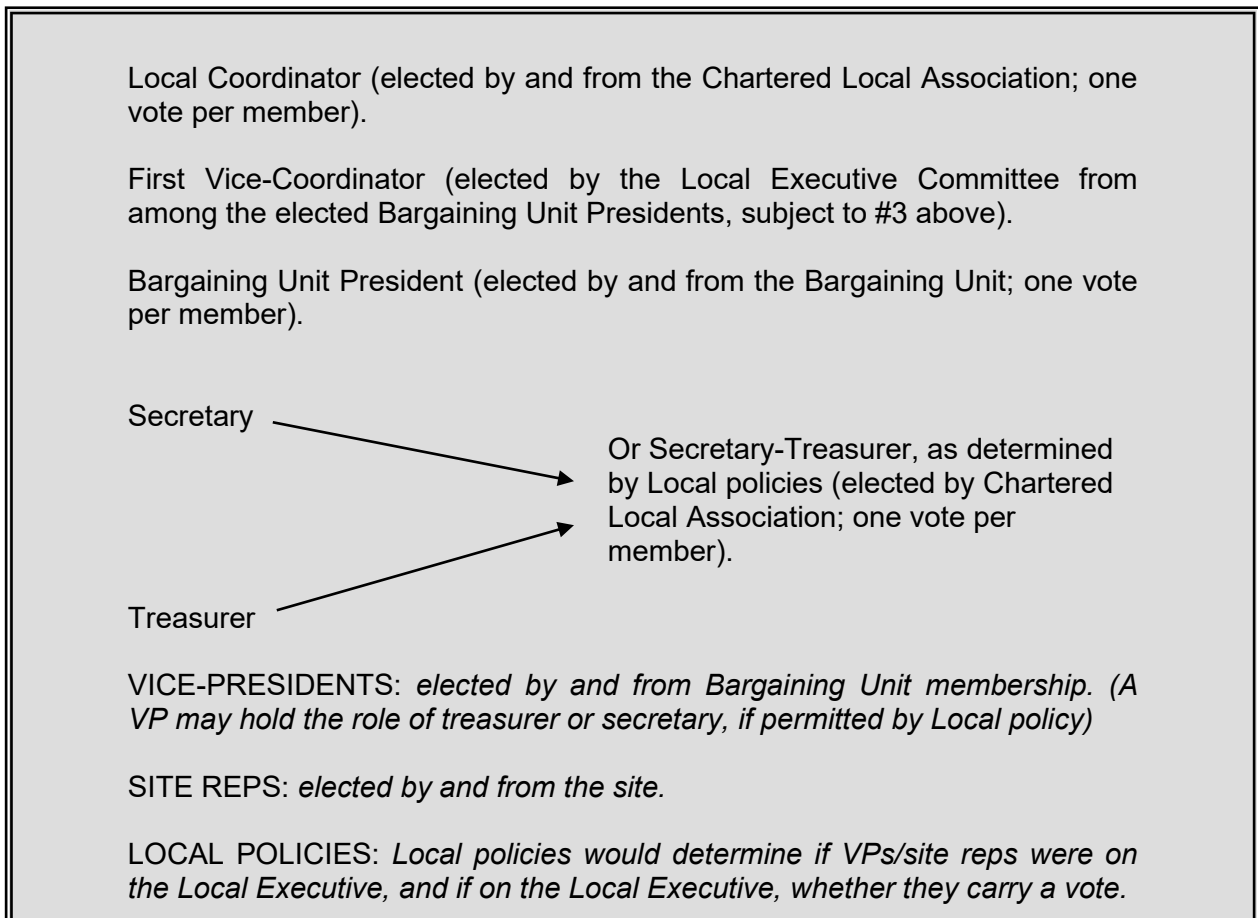 Local Coordinator (elected by and from the Chartered Local Association; one
vote per member).
First Vice-Coordinator (elected by the Local Executive Committee from
among the elected Bargaining Unit Presidents, subject to #3 above).
Bargaining Unit President (elected by and from the Bargaining Unit; one vote
per member).
Secretary
Or Secretary-Treasurer, as determined
by Local policies (elected by Chartered
Local Association; one vote per
member).
Treasurer
VICE-PRESIDENTS: elected by and from Bargaining Unit membership. (A
VP may hold the role of treasurer or secretary, if permitted by Local policy)
SITE REPS: elected by and from the site.
LOCAL POLICIES: Local policies would determine if VPs/site reps were on
the Local Executive, and if on the Local Executive, whether they carry a vote.